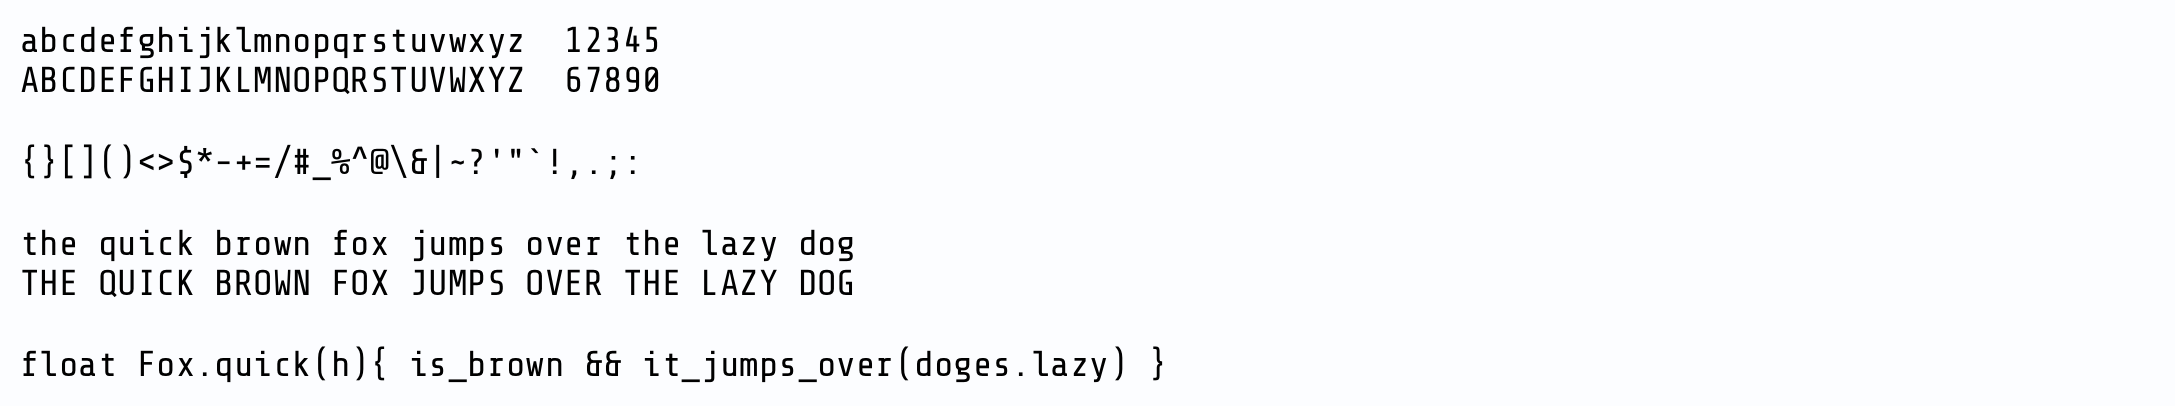 abcdefghijklmnopqrstuvwxyz  12345
ABCDEFGHIJKLMNOPQRSTUVWXYZ  67890
{}[]()<>$*-+=/#_%^@\&|~?'"`!,.;:
the quick brown fox jumps over the lazy dog
THE QUICK BROWN FOX JUMPS OVER THE LAZY DOG
float Fox.quick(h){ is_brown && it_jumps_over(doges.lazy) }